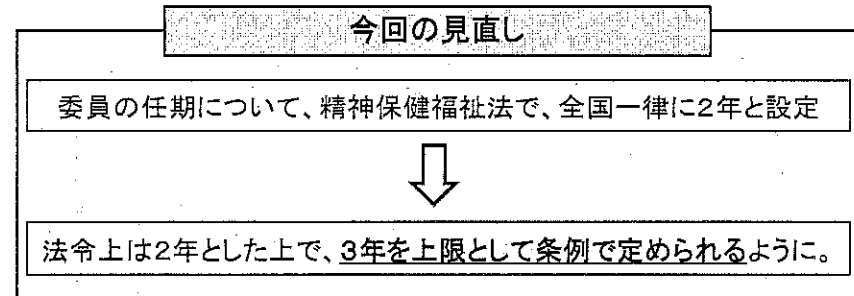 今回の見直し
委員の任期について、精神保健福祉法で、全国一律に2年と設定
法令上は2年とした上で、3年を上限として条例で定められるように。